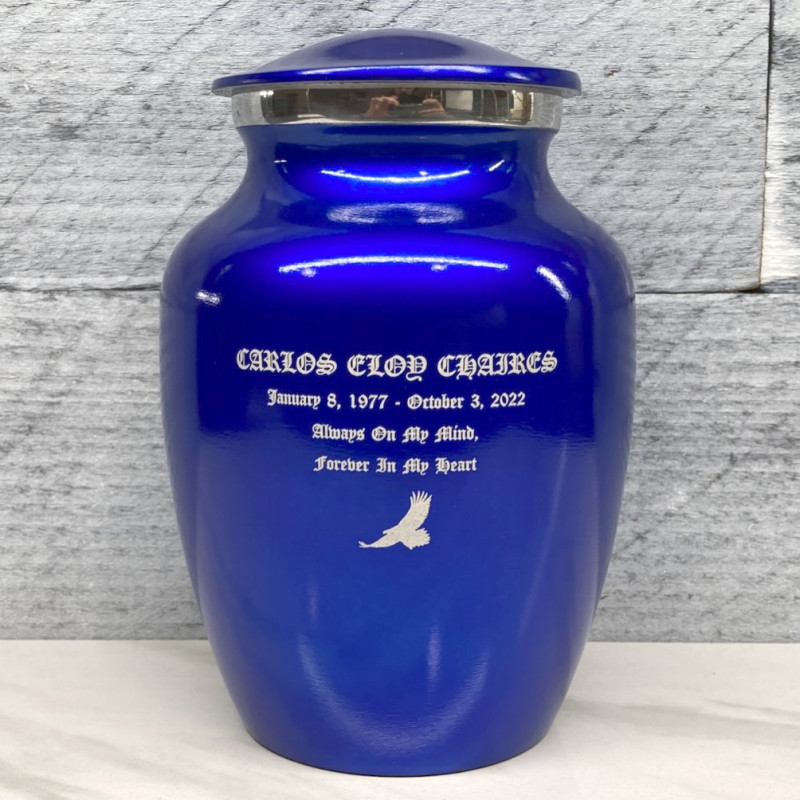 CARLOS ELOY CHAIRES
January 8, 1977 - October 3, 2022
Always On My Mind,
Forever In My Heart